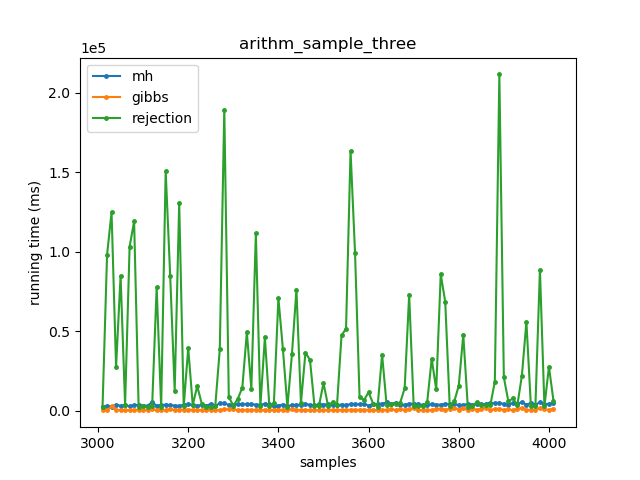 arithm_sample_three
1e5
mh
gibbs
rejection
2.0
1.5
1.0
0.5
0.0
running time (ms)
3000 3200 3400 3600 3800 4000
samples